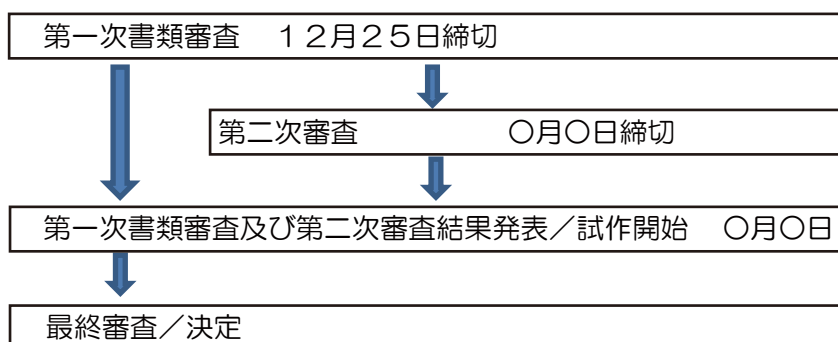 第一次書類審査　１２月２５日締切
第二次審査　　　　　〇月〇日締切
第一次書類審査及び第二次審査結果発表／試作開始　〇月〇日
最終審査／決定